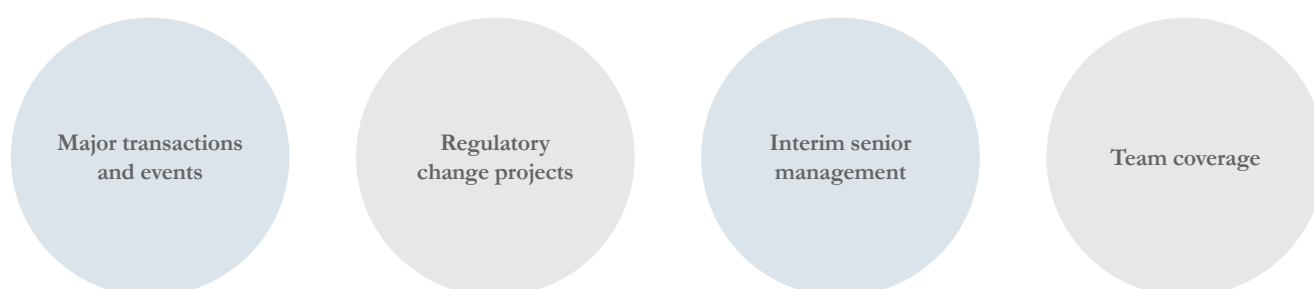 Major transactions
and events
Regulatory
change projects
Interim senior
management
Team coverage